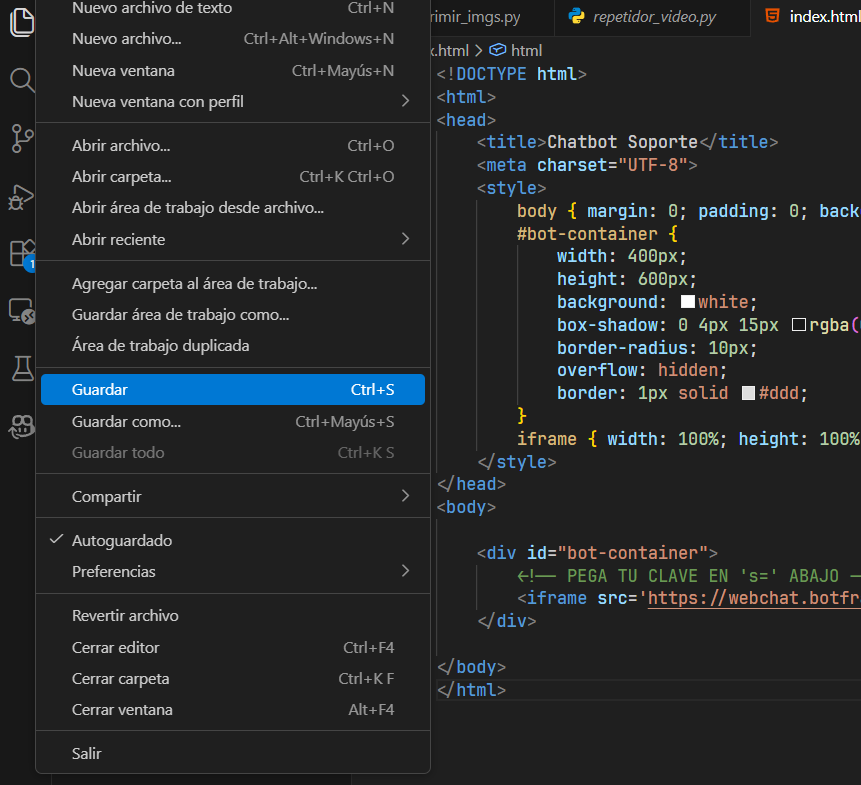 Nuevo archivo de texto Ctrl+N
Nuevo archivo... Ctrl+Alt+Windows+N
Nueva ventana Ctrl+Mayús+N
Nueva ventana con perfil
Abrir archivo... Ctrl+O
Abrir carpeta... Ctrl+K Ctrl+O
Abrir área de trabajo desde archivo...
Abrir reciente
Agregar carpeta al área de trabajo...
Guardar área de trabajo como...
Área de trabajo duplicada
Guardar Ctrl+S
Guardar como... Ctrl+Mayús+S
Guardar todo Ctrl+K S
Compartir
Autoguardado
Preferencias
Revertir archivo
Cerrar editor Ctrl+F4
Cerrar carpeta Ctrl+K F
Cerrar ventana Alt+F4
Salir
1
rimir_imgs.py repetidor_video.py index.html
.html > html
<!DOCTYPE html>
<html>
<head>
<title>Chatbot Soporte</title>
<meta charset="UTF-8">
<style>
body { margin: 0; padding: 0; back
#bot-container {
width: 400px;
height: 600px;
background: white;
box-shadow: 0 4px 15px rgba(
border-radius: 10px;
overflow: hidden;
border: 1px solid #ddd;
}
iframe { width: 100%; height: 100%
</style>
</head>
<body>
<div id="bot-container">
<!-- PEGA TU CLAVE EN 's=' ABAJO -
<iframe src='https://webchat.botfr
</div>
</body>
</html>